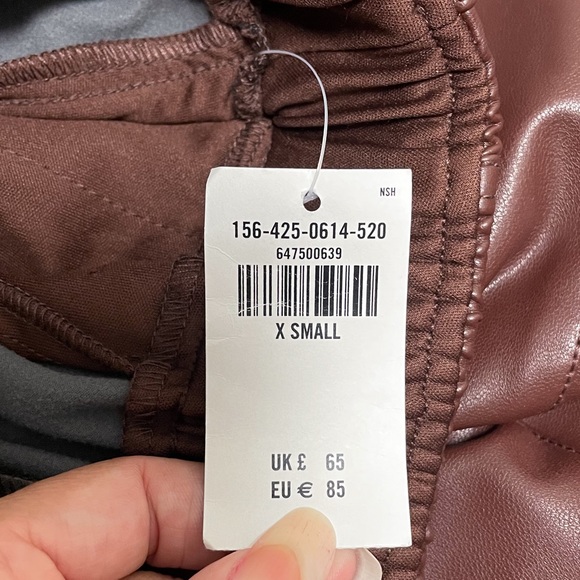 NSH
156-425-0614-520
647500639
X SMALL
UK £ 65
EU € 85